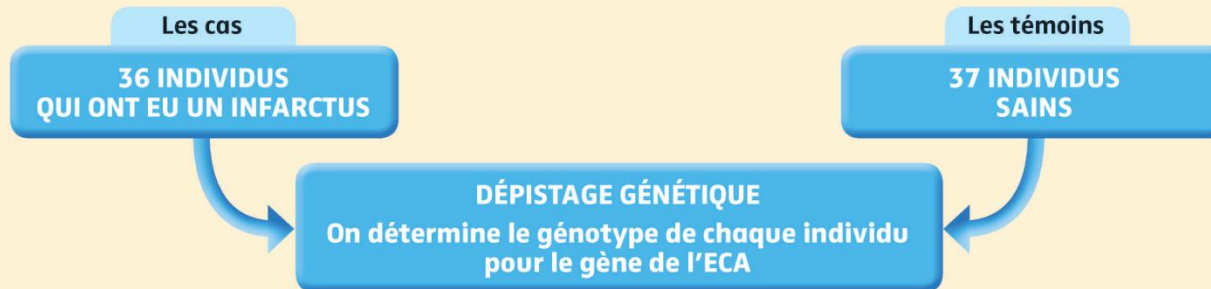 Les cas
36 INDIVIDUS
QUI ONT EU UN INFARCTUS
Les témoins
37 INDIVIDUS
SAINS
DÉPISTAGE GÉNÉTIQUE
On détermine le génotype de chaque individu
pour le gène de l'ECA